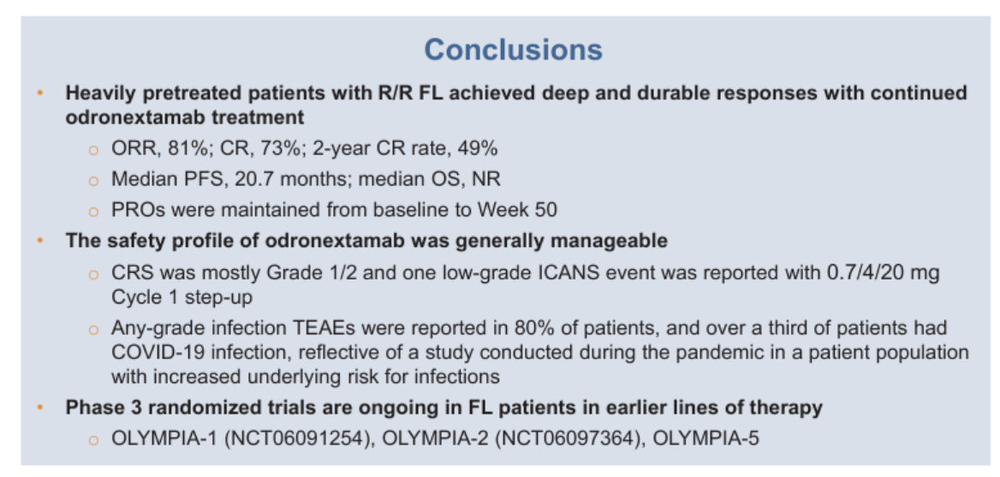 Conclusions
• Heavily pretreated patients with R/R FL achieved deep and durable responses with continued
odronextamab treatment
o ORR, 81%; CR, 73%; 2-year CR rate, 49%
o Median PFS, 20.7 months; median OS, NR
o PROs were maintained from baseline to Week 50
• The safety profile of odronextamab was generally manageable
o CRS was mostly Grade 1/2 and one low-grade ICANS event was reported with 0.7/4/20 mg
Cycle 1 step-up
o Any-grade infection TEAEs were reported in 80% of patients, and over a third of patients had
COVID-19 infection, reflective of a study conducted during the pandemic in a patient population
with increased underlying risk for infections
• Phase 3 randomized trials are ongoing in FL patients in earlier lines of therapy
o OLYMPIA-1 (NCT06091254), OLYMPIA-2 (NCT06097364), OLYMPIA-5